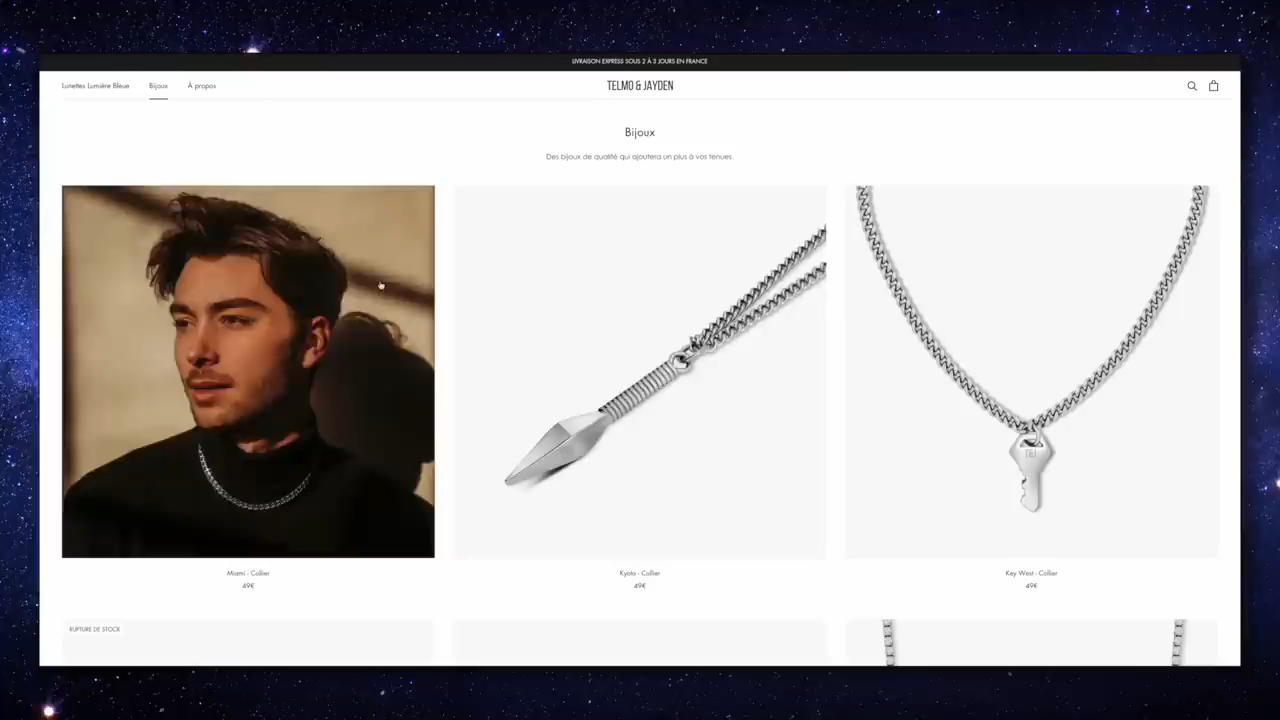 LIVRAISON EXPRESS SOUS 2 À 3 JOURS EN FRANCE
Lunettes Lumière Bleue
Bijoux
À propos
TELMO & JAYDEN
Bijoux
Des bijoux de qualité qui ajoutera un plus à vos tenues.
Miami - Collier
49€
Kyoto - Collier
49€
Key West - Collier
49€
RUPTURE DE STOCK